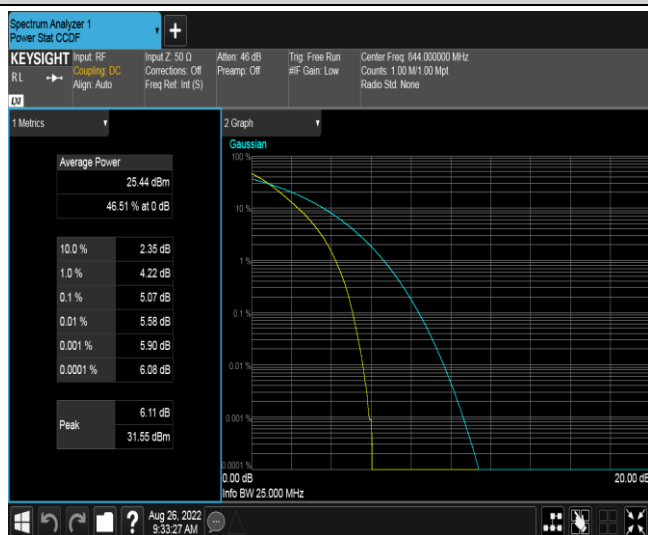 Spectrum Analyzer 1
Power Stat CCDF
KEYSIGHT
Input: RF
Coupling: DC
Align: Auto
Input Z: 50 Ω
Corrections: Off
Freq Ref: Int (S)
Atten: 46 dB
Preamp: Off
Trig: Free Run
#IF Gain: Low
Center Freq: 844.000000 MHz
Counts: 1.00 M/1.00 Mpt
Radio Std: None
RL
LXI
1 Metrics
Average Power
25.44 dBm
46.51 % at 0 dB
10.0 % 2.35 dB
1.0 % 4.22 dB
0.1 % 5.07 dB
0.01 % 5.58 dB
0.001 % 5.90 dB
0.0001 % 6.08 dB
Peak
6.11 dB
31.55 dBm
2 Graph
Gaussian
100 %
10 %
1 %
0.1 %
0.01 %
0.001 %
0.0001 %
0.00 dB 20.00 dB
Info BW 25.000 MHz
? Aug 26, 2022
9:33:27 AM